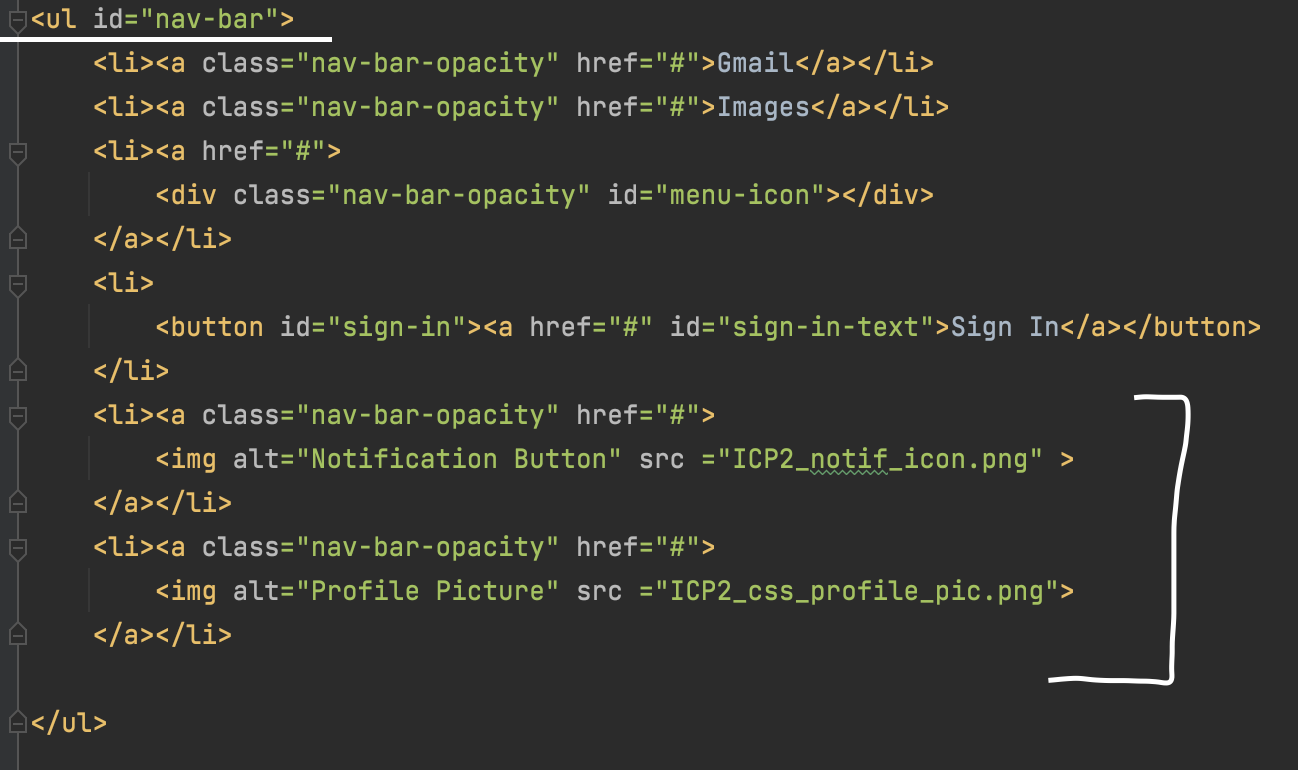 <ul id="nav-bar">
<li><a class="nav-bar-opacity" href="#">Gmail</a></li>
<li><a class="nav-bar-opacity" href="#">Images</a></li>
<li><a href="#">
<div class="nav-bar-opacity" id="menu-icon"></div>
</a></li>
<li>
<button id="sign-in"><a href="#" id="sign-in-text">Sign In</a></button>
</li>
<li><a class="nav-bar-opacity" href="#">
<img alt="Notification Button" src ="ICP2_notif_icon.png" >
</a></li>
<li><a class="nav-bar-opacity" href="#">
<img alt="Profile Picture" src ="ICP2_css_profile_pic.png">
</a></li>
</ul>